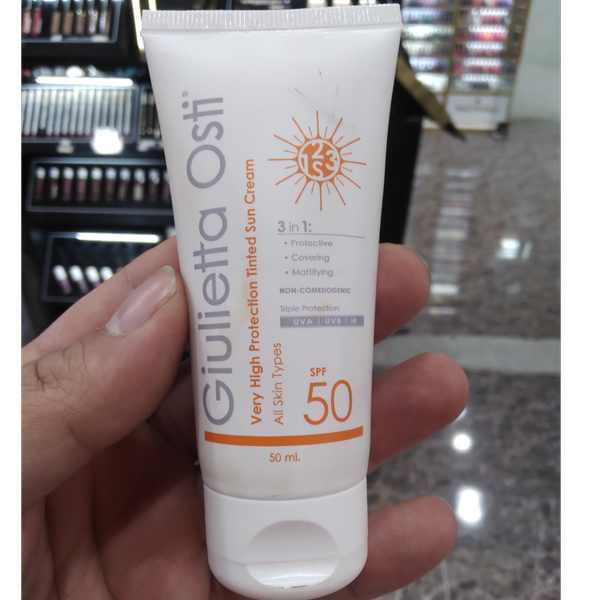 Giulietta Osti
Very High Protection Tinted Sun Cream
All Skin Types
123
3 in 1:
• Protective
• Covering
• Mattifying
NON-COMEDOGENIC
Triple Protection:
UVA | UVB | IR
SPF
50
50 ml.